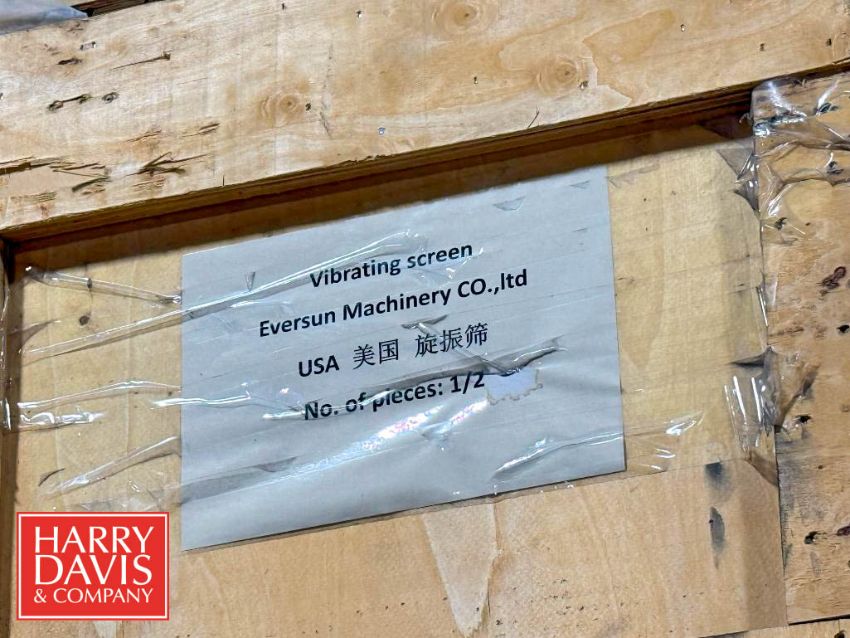 Vibrating screen
Eversun Machinery CO.,ltd
USA 美国 旋振筛
No. of pieces: 1/2
HARRY
DAVIS
& COMPANY